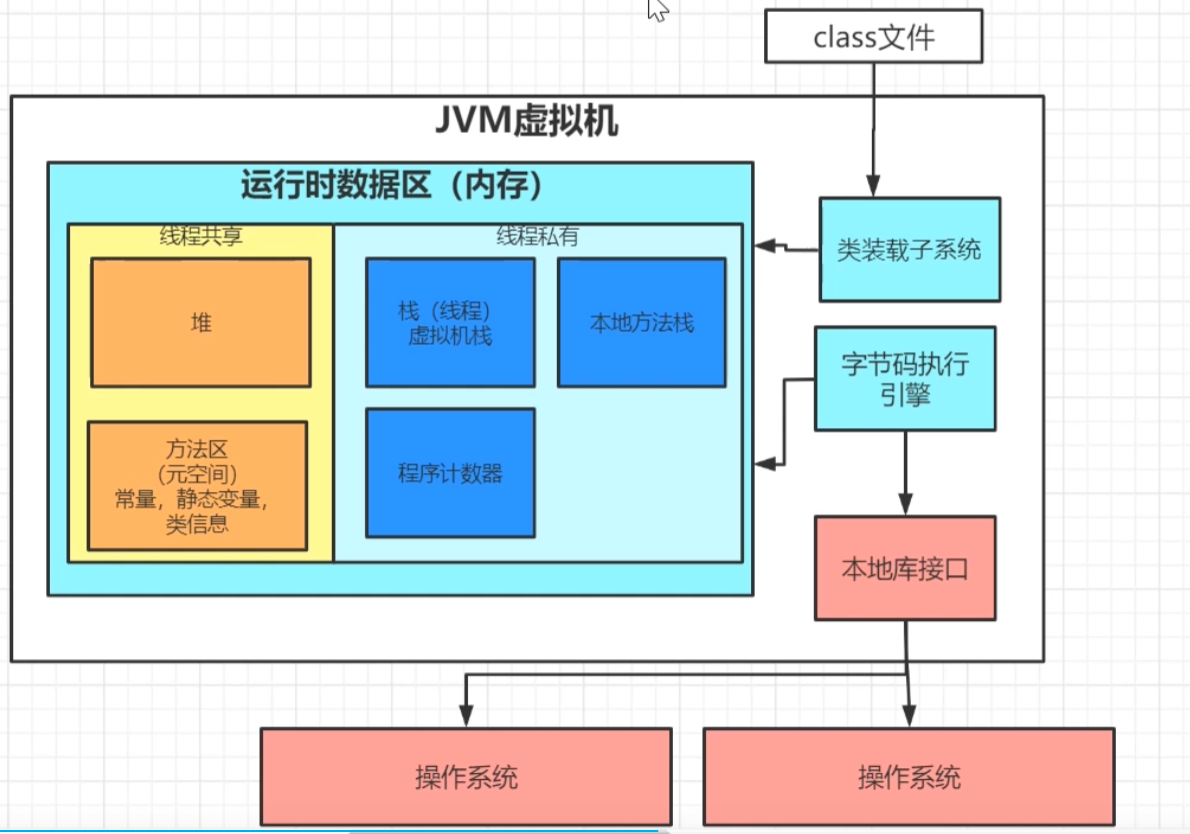 class文件
JVM虚拟机
运行时数据区（内存）
线程共享
线程私有
堆
栈（线程）
虚拟机栈
本地方法栈
类装载子系统
字节码执行
引擎
方法区
（元空间）
常量，静态变量，
类信息
程序计数器
本地库接口
操作系统
操作系统